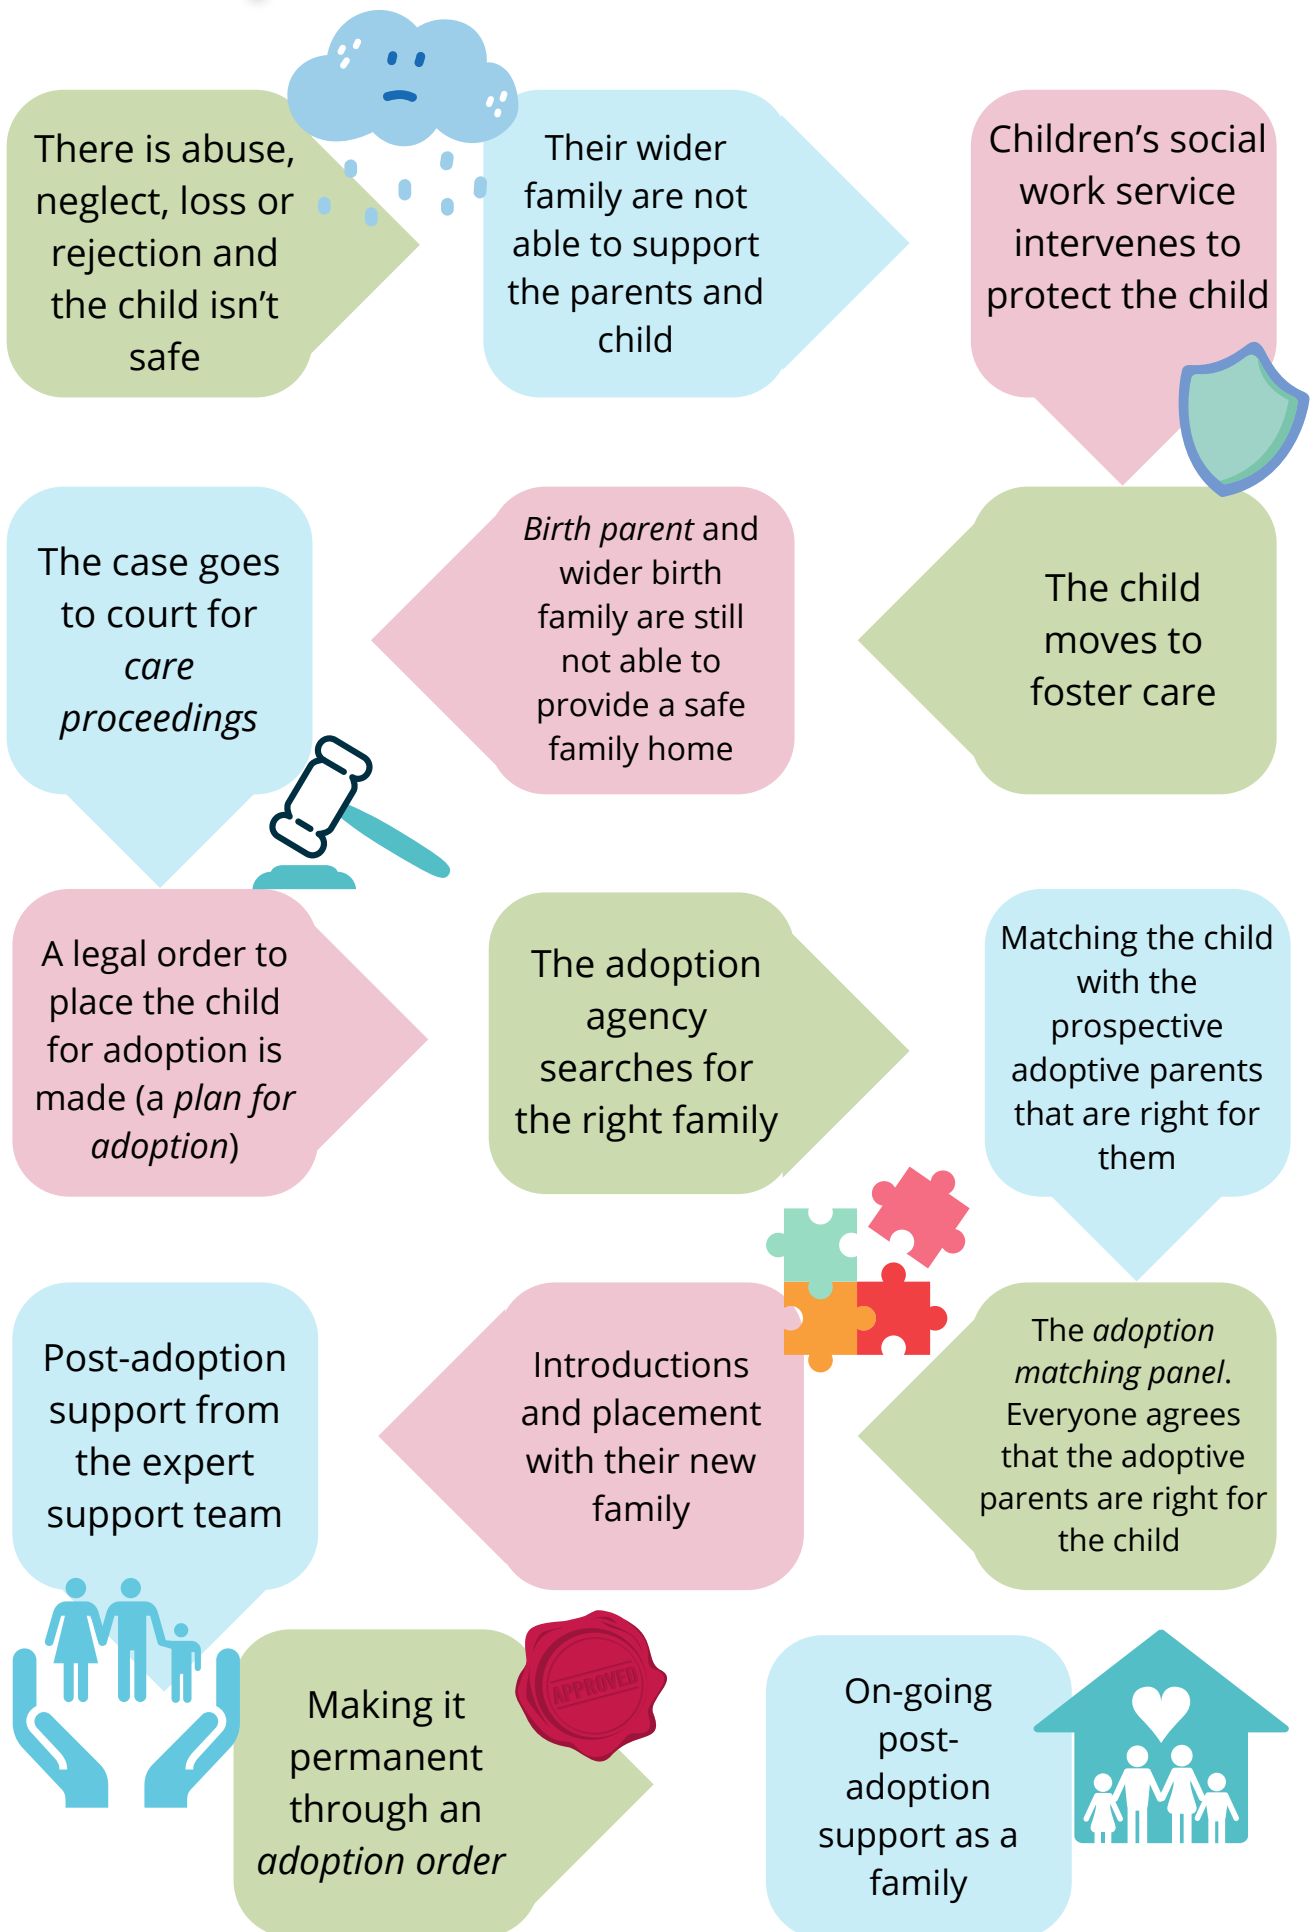 There is abuse,
neglect, loss or
rejection and
the child isn't
safe
Their wider
family are not
able to support
the parents and
child
Children's social
work service
intervenes to
protect the child
The child
moves to
foster care
Birth parent and
wider birth
family are still
not able to
provide a safe
family home
The case goes
to court for
care
proceedings
A legal order to
place the child
for adoption is
made (a plan for
adoption)
The adoption
agency
searches for
the right family
Matching the child
with the
prospective
adoptive parents
that are right for
them
The adoption
matching panel.
Everyone agrees
that the adoptive
parents are right for
the child
Introductions
and placement
with their new
family
Post-adoption
support from
the expert
support team
Making it
permanent
through an
adoption order
APPROVED
On-going
post-
adoption
support as a
family